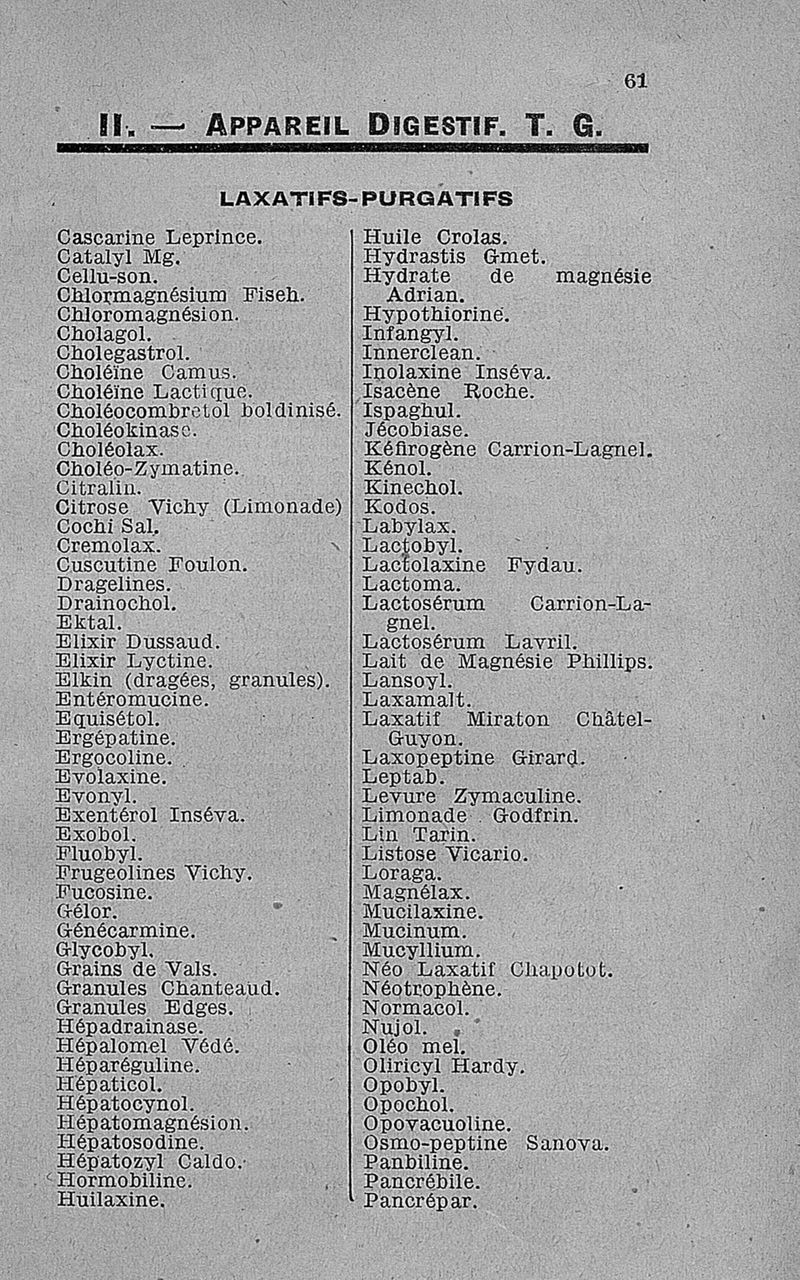 61
II. — APPAREIL DIGESTIF. T. G.
LAXATIFS-PURGATIFS
Cascarine Leprince.
Catalyl Mg.
Cellu-son.
Chlormagnésium Fiseh.
Chloromagnésion.
Cholagol.
Cholegastrol.
Choléïne Camus.
Choléïne Lactique.
Choléocombretol boldinisé.
Choléokinase.
Choléolax.
Choléo-Zymatine.
Citralin.
Citrose Vichy (Limonade)
Cochi Sal.
Cremolax.
Cuscutine Foulon.
Dragelines.
Drainochol.
Ektal.
Elixir Dussaud.
Elixir Lyctine.
Elkin (dragées, granules).
Entéromucine.
Equisétol.
Ergépatine.
Ergocoline.
Evolaxine.
Evonyl.
Exentérol Inséva.
Exobol.
Fluobyl.
Frugeolines Vichy.
Fucosine.
Gélor.
Génécarmine.
Glycobyl.
Grains de Vals.
Granules Chanteaud.
Granules Edges.
Hépadrainase.
Hépalomel Védé.
Héparéguline.
Hépaticol.
Hépatocynol.
Hépatomagnésion.
Hépatosodine.
Hépatozyl Caldo.
Hormobiline.
Huilaxine.
Huile Crolas.
Hydrastis Gmet.
Hydrate de magnésie
Adrian.
Hypothiorine.
Infangyl.
Innerclean.
Inolaxine Inséva.
Isacène Roche.
Ispaghul.
Jécobiase.
Kéfirogène Carrion-Lagnel.
Kénol.
Kinechol.
Kodos.
Labylax.
Lactobyl.
Lactolaxine Fydau.
Lactoma.
Lactosérum Carrion-La-
gnel.
Lactosérum Lavril.
Lait de Magnésie Phillips.
Lansoyl.
Laxamalt.
Laxatif Miraton Châtel-
Guyon.
Laxopeptine Girard.
Leptab.
Levure Zymaculine.
Limonade Godfrin.
Lin Tarin.
Listose Vicario.
Loraga.
Magnélax.
Mucilaxine.
Mucinum.
Mucyllium.
Néo Laxatif Chapotot.
Néotrophène.
Normacol.
Nujol.
Oléo mel.
Oliricyl Hardy.
Opobyl.
Opochol.
Opovacuoline.
Osmo-peptine Sanova.
Panbiline.
Pancrébile.
Pancrépar.